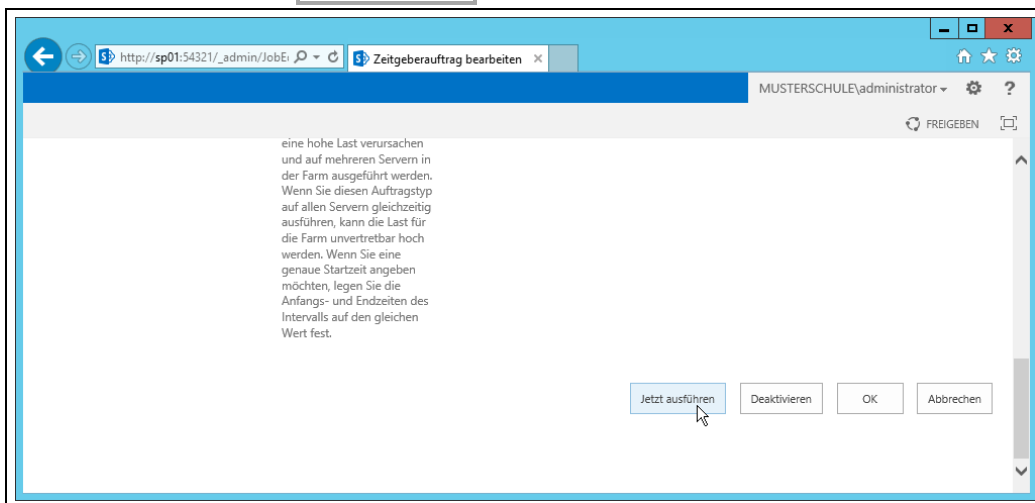 http://sp01:54321/_admin/JobE
Zeitgeberauftrag bearbeiten
MUSTERSCHULE\administrator
?
FREIGEBEN
eine hohe Last verursachen
und auf mehreren Servern in
der Farm ausgeführt werden.
Wenn Sie diesen Auftragstyp
auf allen Servern gleichzeitig
ausführen, kann die Last für
die Farm unvertretbar hoch
werden. Wenn Sie eine
genaue Startzeit angeben
möchten, legen Sie die
Anfangs- und Endzeiten des
Intervalls auf den gleichen
Wert fest.
Jetzt ausführen
Deaktivieren
OK
Abbrechen